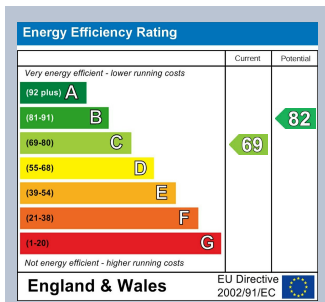 Energy Efficiency Rating
Current Potential
Very energy efficient - lower running costs
(92 plus) A
(81-91) B
82
(69-80) C
69
(55-68) D
(39-54) E
(21-38) F
(1-20) G
Not energy efficient - higher running costs
England & Wales
EU Directive
2002/91/EC